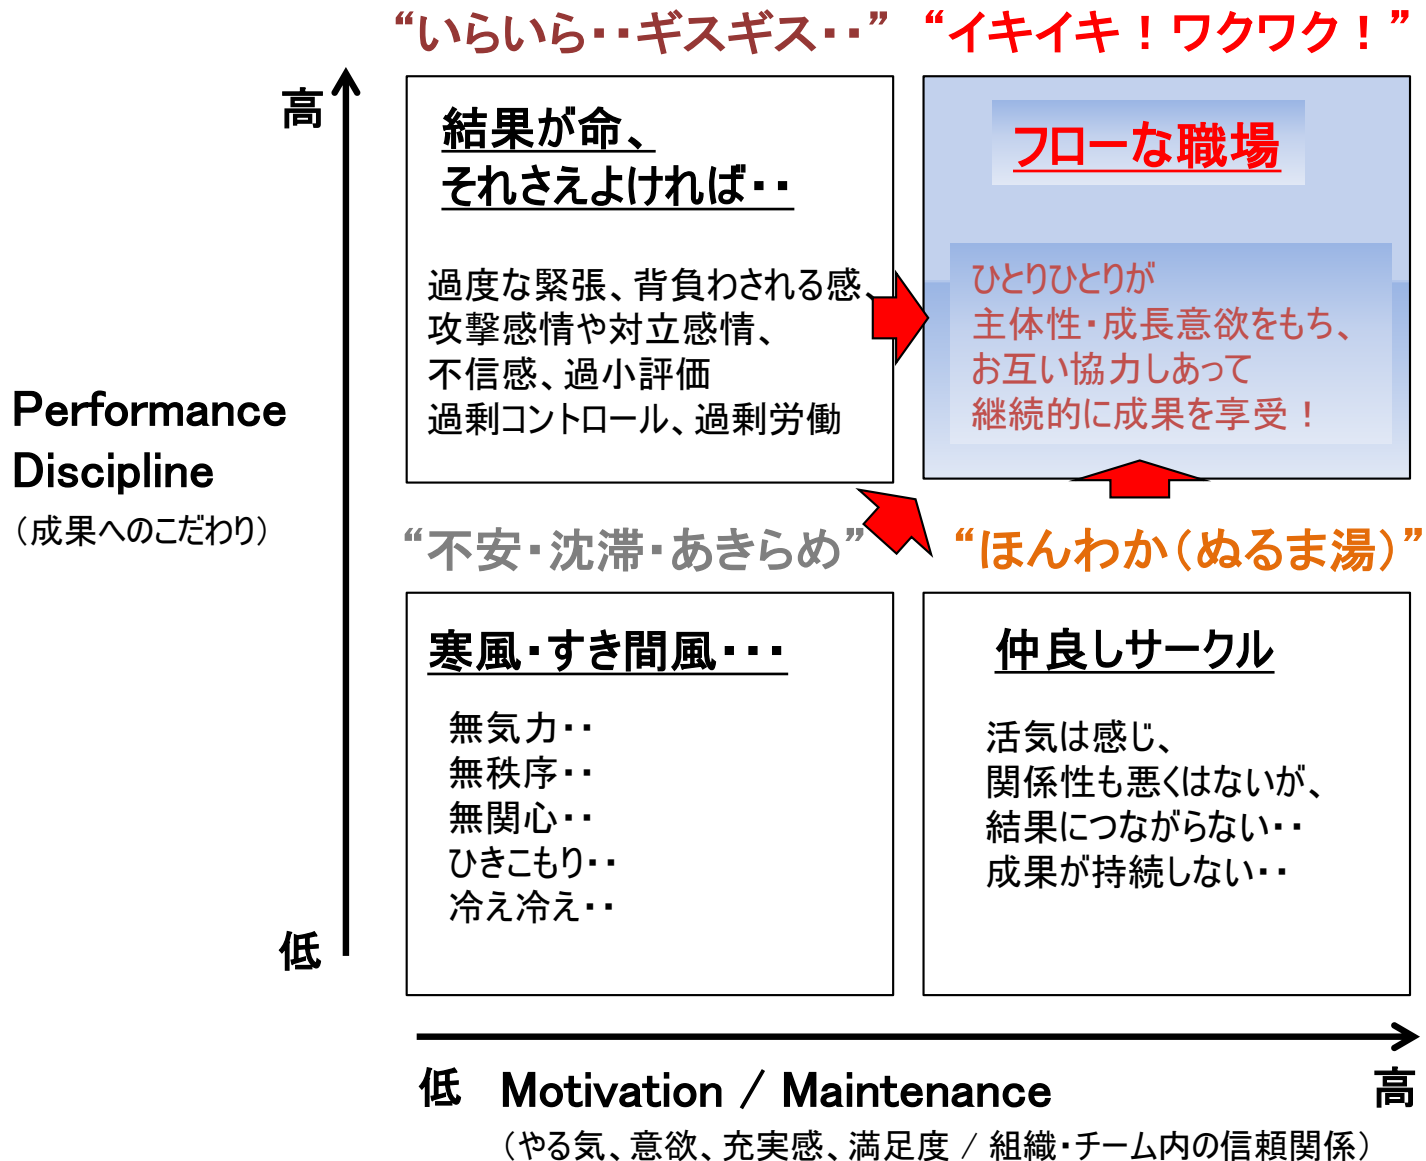 “いらいら・・ギスギス・・”
“イキイキ！ワクワク！”
高
結果が命、
それさえよければ・・
過度な緊張、背負わされる感、
攻撃感情や対立感情、
不信感、過小評価
過剰コントロール、過剰労働
フローな職場
ひとりひとりが
主体性・成長意欲をもち、
お互い協力しあって
継続的に成果を享受！
Performance
Discipline
（成果へのこだわり）
“不安・沈滞・あきらめ”
“ほんわか（ぬるま湯）”
寒風・すき間風・・・
無気力・・
無秩序・・
無関心・・
ひきこもり・・
冷え冷え・・
仲良しサークル
活気は感じ、
関係性も悪くはないが、
結果につながらない・・
成果が持続しない・・
低
低 Motivation / Maintenance 高
（やる気、意欲、充実感、満足度 / 組織・チーム内の信頼関係）